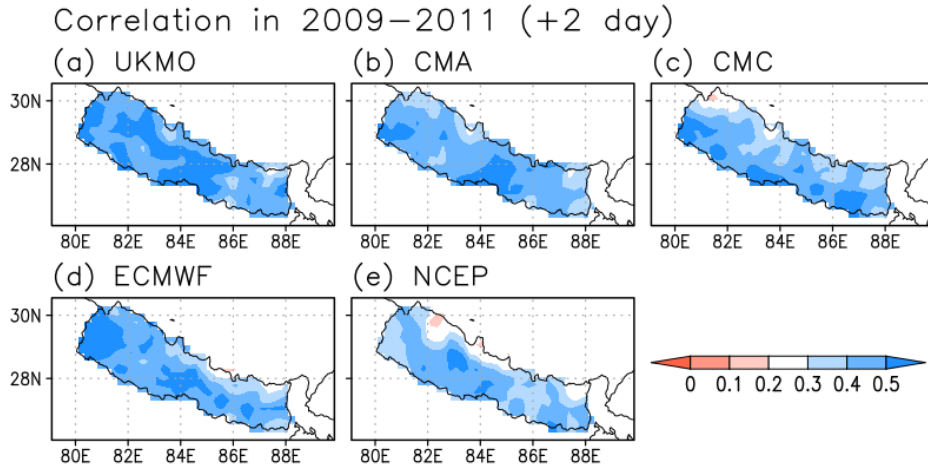 Correlation in 2009−2011 (+2 day)
(a) UKMO
(b) CMA
(c) CMC
30N
28N
80E 82E 84E 86E 88E
80E 82E 84E 86E 88E
80E 82E 84E 86E 88E
(d) ECMWF
(e) NCEP
30N
28N
80E 82E 84E 86E 88E
80E 82E 84E 86E 88E
0 0.1 0.2 0.3 0.4 0.5